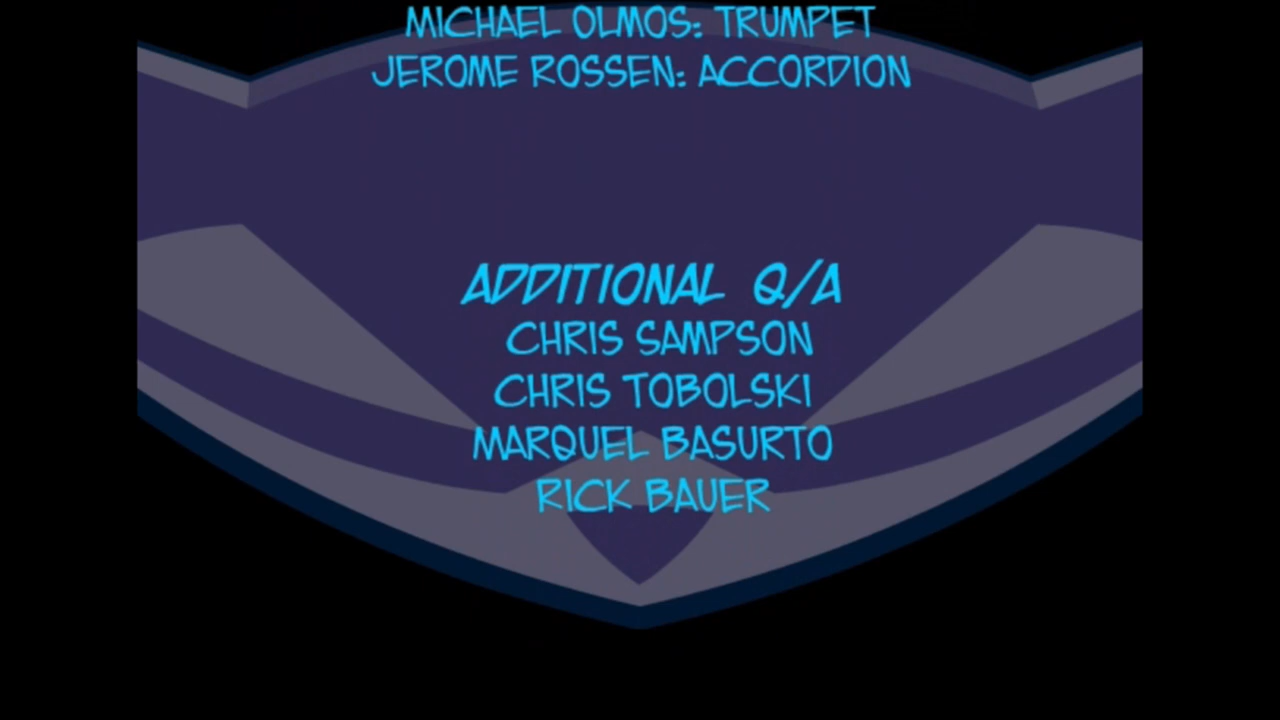 MICHAEL OLMOS: TRUMPET
JEROME ROSSEN: ACCORDION
ADDITIONAL Q/A
CHRIS SAMPSON
CHRIS TOBOLSKI
MARQUEL BASURTO
RICK BAUER